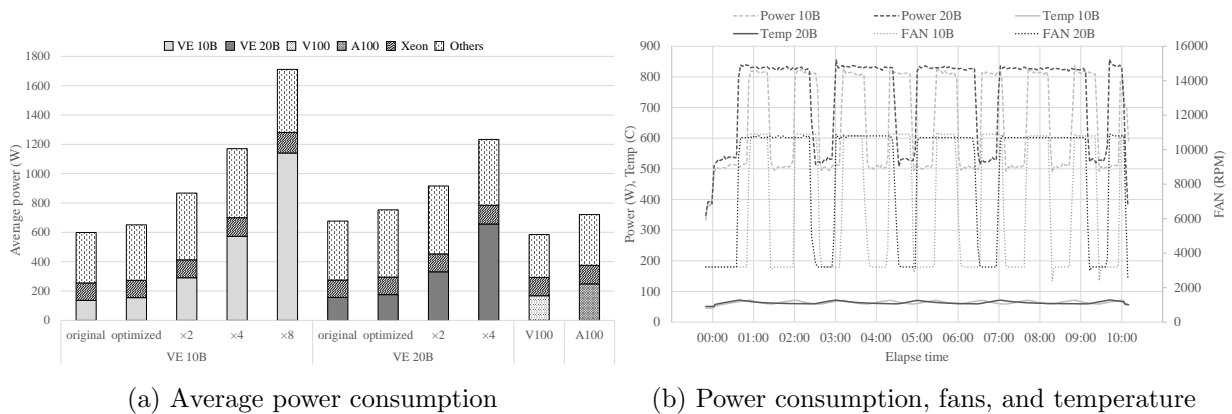 VE 10B VE 20B V100 A100 Xeon Others
1800
1600
1400
1200
1000
800
600
400
200
0
Average power (W)
original optimized ×2 ×4 ×8 original optimized ×2 ×4 V100 A100
VE 10B VE 20B
(a) Average power consumption
Power 10B Power 20B Temp 10B
Temp 20B FAN 10B FAN 20B
900
800
700
600
500
400
300
200
100
0
Power (W), Temp (C)
16000
14000
12000
10000
8000
6000
4000
2000
0
FAN (RPM)
00:00 01:00 02:00 03:00 04:00 05:00 06:00 07:00 08:00 09:00 10:00
Elapse time
(b) Power consumption, fans, and temperature